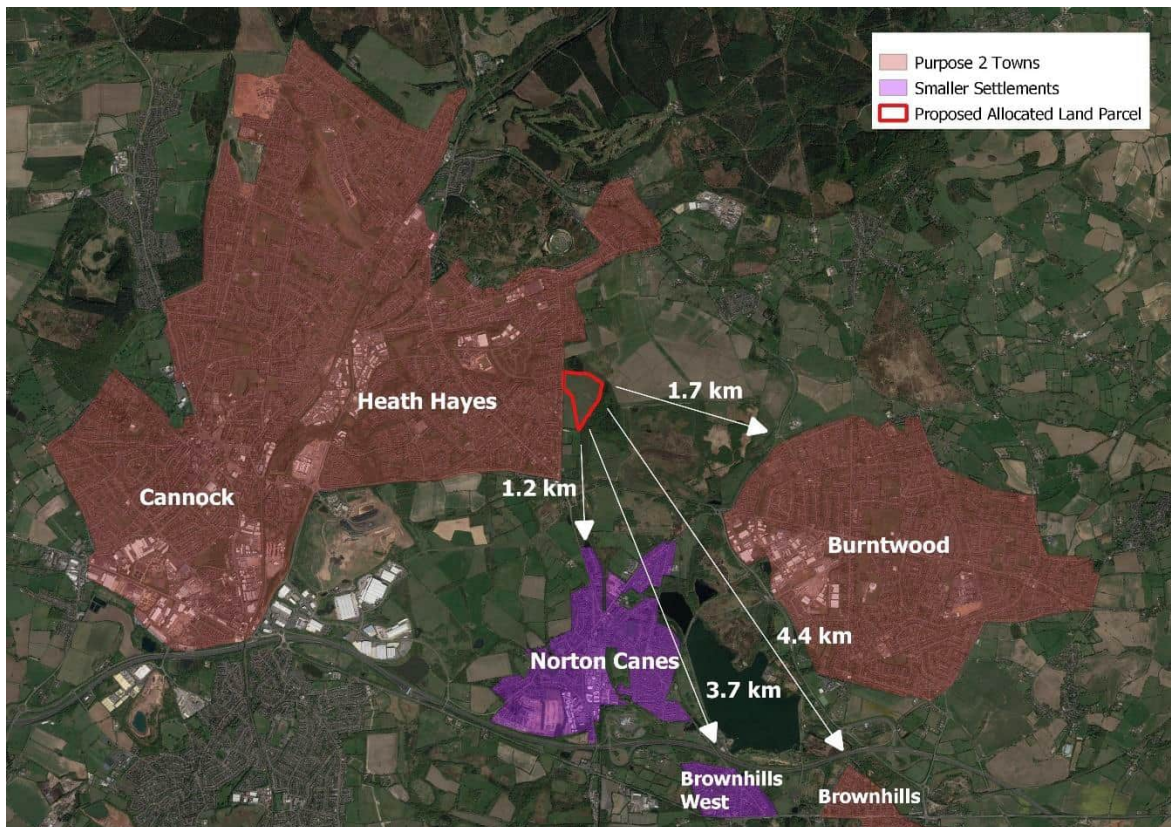 Purpose 2 Towns
Smaller Settlements
Proposed Allocated Land Parcel
1.7 km
Heath Hayes
1.2 km
Cannock
Burntwood
4.4 km
Norton Canes
3.7 km
Brownhills
West
Brownhills